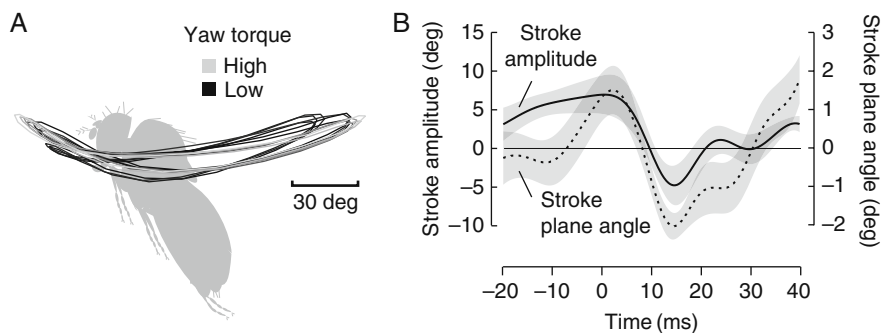 A
Yaw torque
High
Low
30 deg
B
Stroke amplitude (deg)
15
10
5
0
−5
−10
Stroke
amplitude
Stroke
plane angle
3
2
1
0
−1
−2
Stroke plane angle (deg)
−20
−10
0
10
20
30
40
Time (ms)